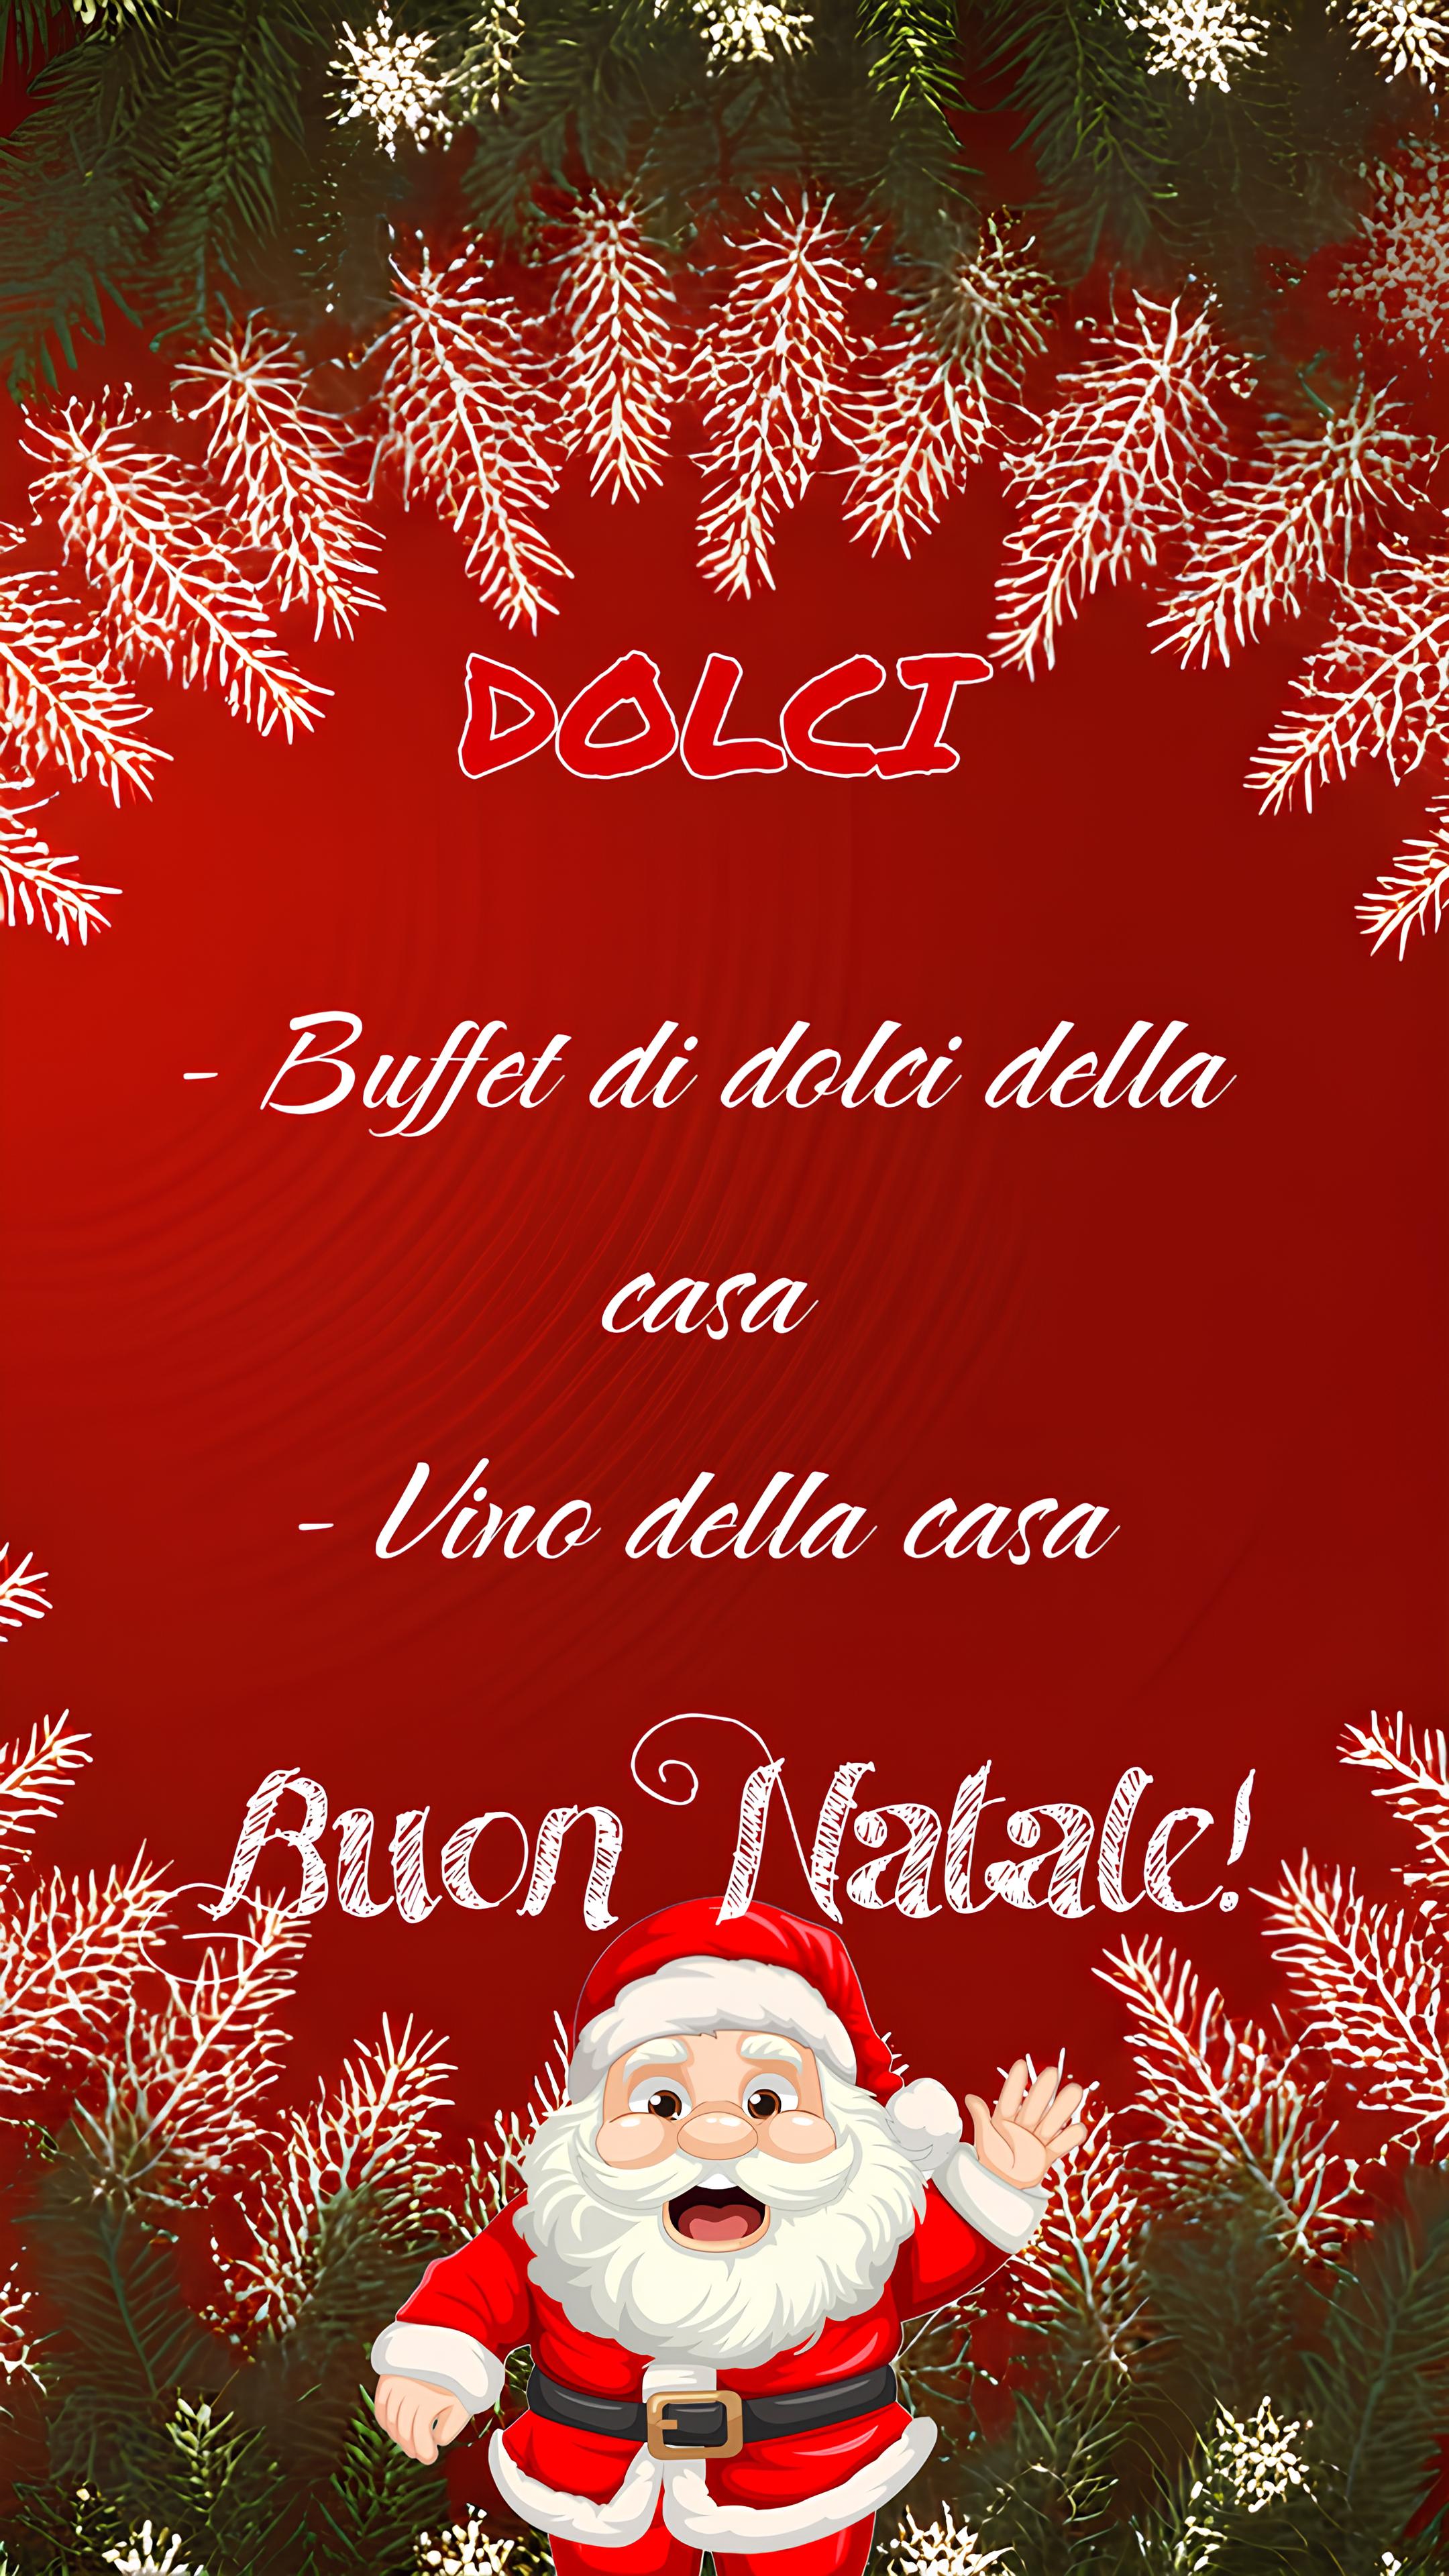 DOLCI
- Buffet di dolci della
casa
- Vino della casa
Buon Natale!